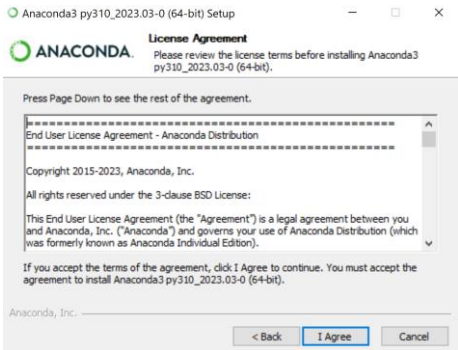 Anaconda3 py310_2023.03-0 (64-bit) Setup
ANACONDA.
License Agreement
Please review the license terms before installing Anaconda3
py310_2023.03-0 (64-bit).
Press Page Down to see the rest of the agreement.
==================================================
End User License Agreement - Anaconda Distribution
==================================================
Copyright 2015-2023, Anaconda, Inc.
All rights reserved under the 3-clause BSD License:
This End User License Agreement (the "Agreement") is a legal agreement between you
and Anaconda, Inc. ("Anaconda") and governs your use of Anaconda Distribution (which
was formerly known as Anaconda Individual Edition).
If you accept the terms of the agreement, click I Agree to continue. You must accept the
agreement to install Anaconda3 py310_2023.03-0 (64-bit).
Anaconda, Inc.
< Back
I Agree
Cancel